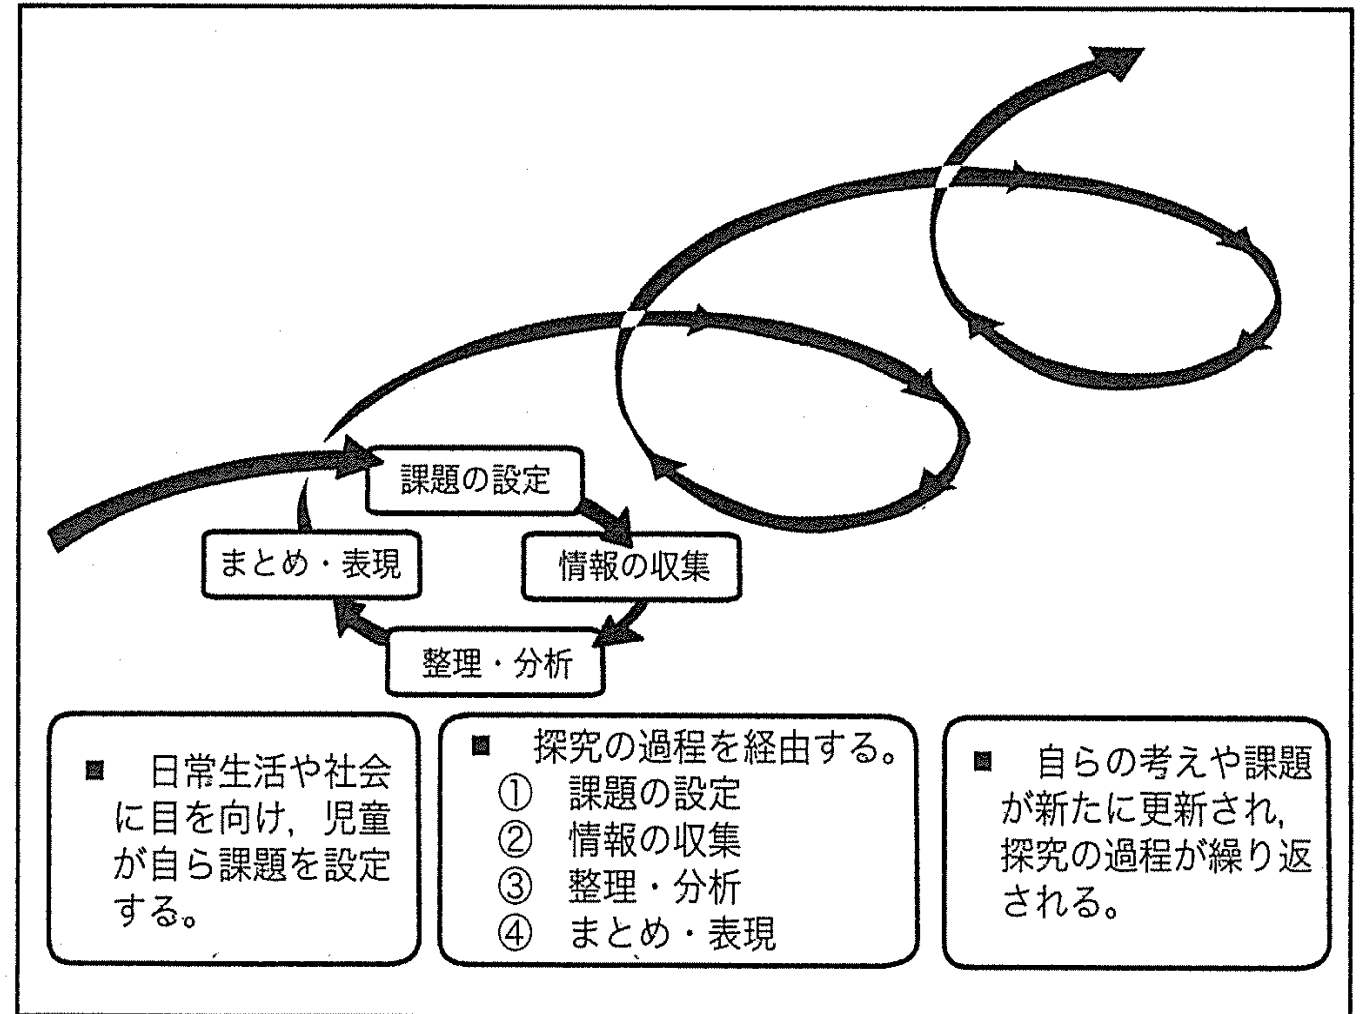 課題の設定
まとめ・表現
情報の収集
整理・分析
■ 日常生活や社会
に目を向け，児童
が自ら課題を設定
する。
■ 探究の過程を経由する。
① 課題の設定
② 情報の収集
③ 整理・分析
④ まとめ・表現
■ 自らの考えや課題
が新たに更新され，
探究の過程が繰り返
される。